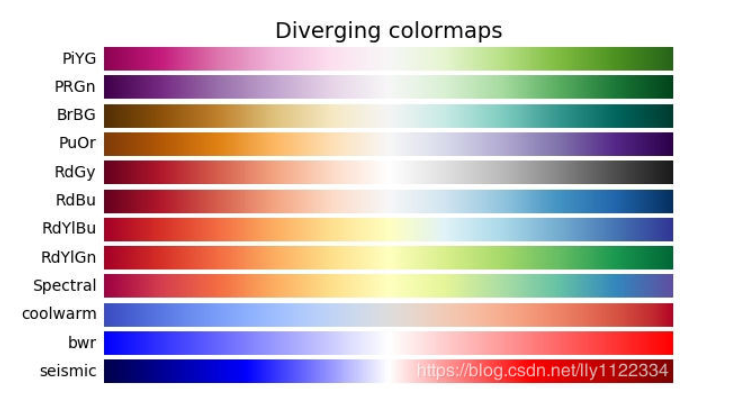 Diverging colormaps
PiYG
PRGn
BrBG
PuOr
RdGy
RdBu
RdYlBu
RdYlGn
Spectral
coolwarm
bwr
seismic
https://blog.csdn.net/lly1122334